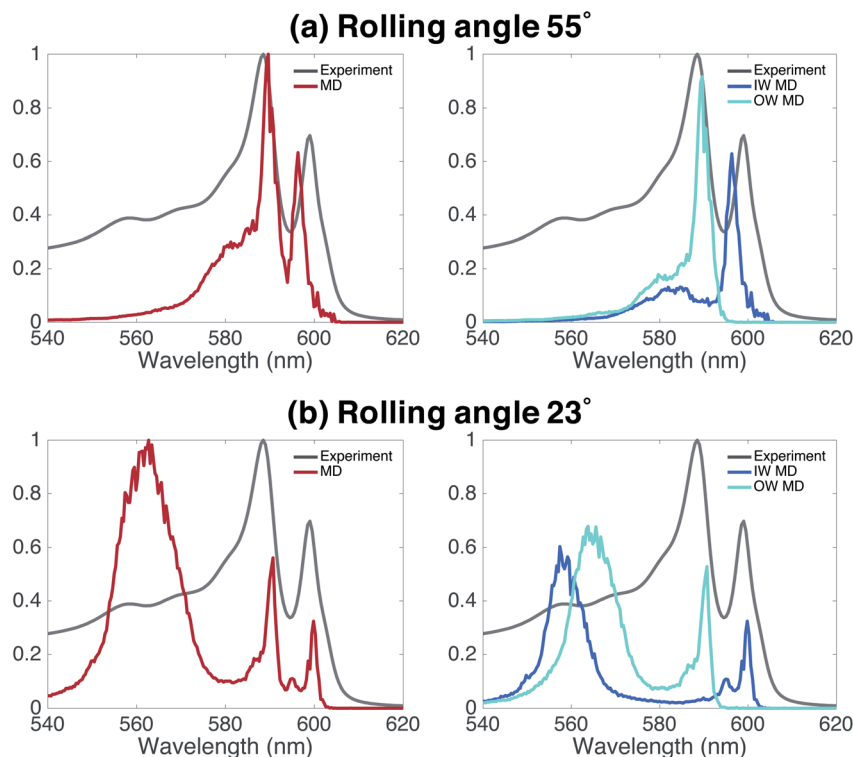 (a) Rolling angle 55°
1
0.8
0.6
0.4
0.2
0
540 560 580 600 620
Wavelength (nm)
Experiment
MD
1
0.8
0.6
0.4
0.2
0
540 560 580 600 620
Wavelength (nm)
Experiment
IW MD
OW MD
(b) Rolling angle 23°
1
0.8
0.6
0.4
0.2
0
540 560 580 600 620
Wavelength (nm)
Experiment
MD
1
0.8
0.6
0.4
0.2
0
540 560 580 600 620
Wavelength (nm)
Experiment
IW MD
OW MD